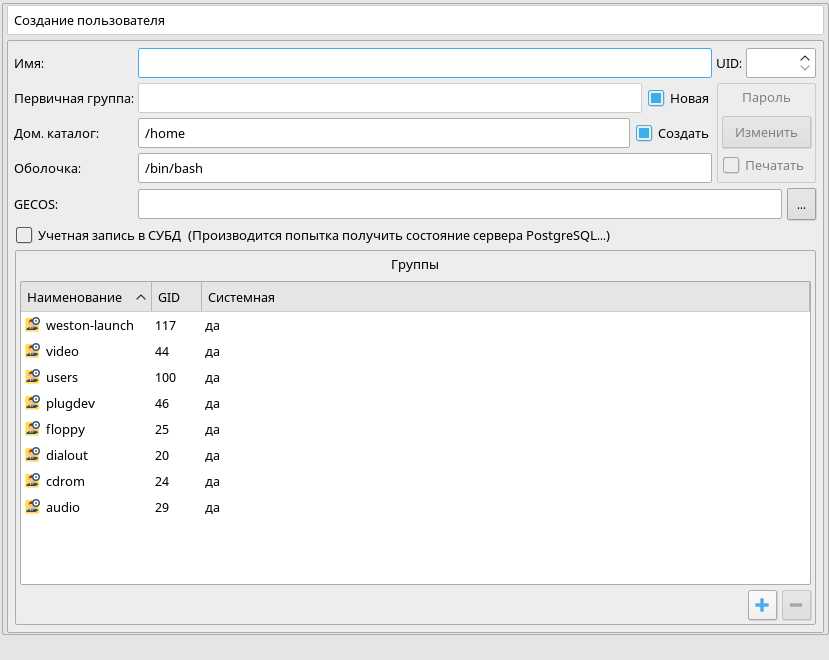 Создание пользователя
Имя: UID:
Первичная группа: Новая Пароль
Дом. каталог: /home Создать Изменить
Оболочка: /bin/bash Печатать
GECOS: ...
Учетная запись в СУБД (Производится попытка получить состояние сервера PostgreSQL...)
Группы
Наименование GID Системная
weston-launch 117 да
video 44 да
users 100 да
plugdev 46 да
floppy 25 да
dialout 20 да
cdrom 24 да
audio 29 да